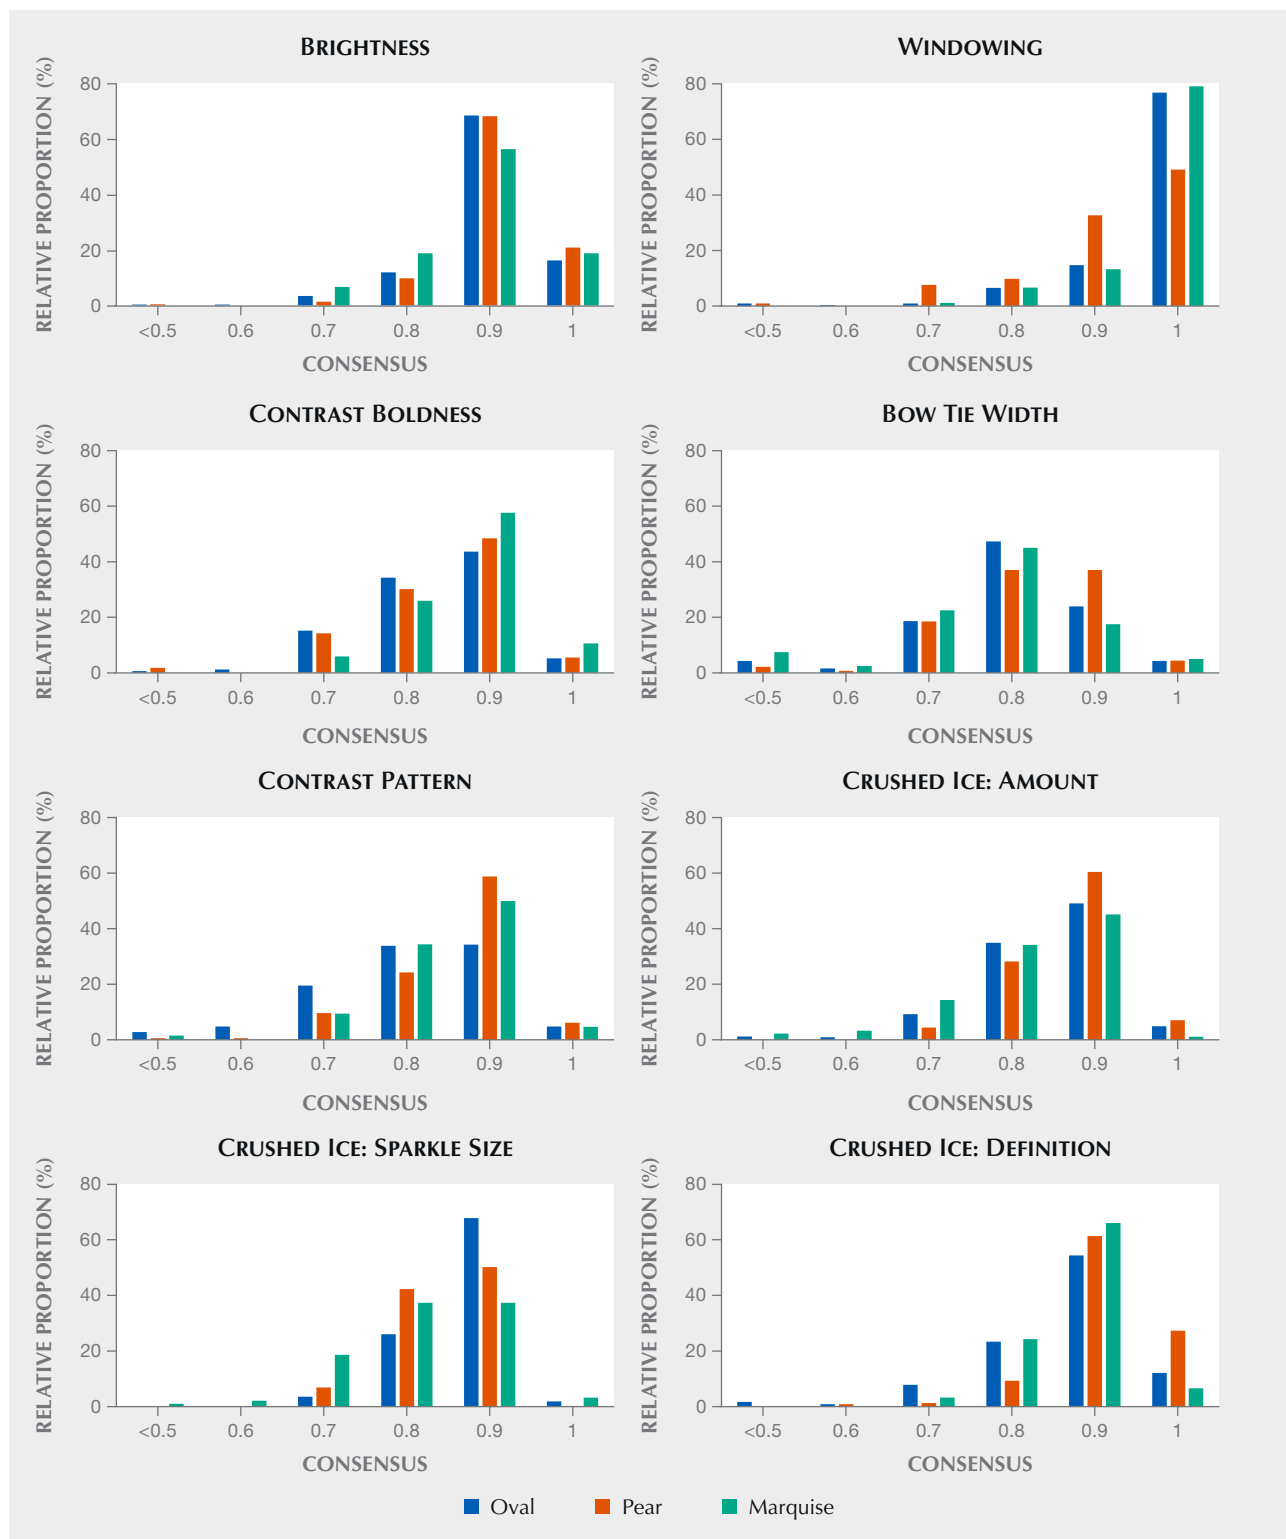 BRIGHTNESS
RELATIVE PROPORTION (%)
80
60
40
20
0
<0.5 0.6 0.7 0.8 0.9 1
CONSENSUS
WINDOWING
RELATIVE PROPORTION (%)
80
60
40
20
0
<0.5 0.6 0.7 0.8 0.9 1
CONSENSUS
CONTRAST BOLDNESS
RELATIVE PROPORTION (%)
80
60
40
20
0
<0.5 0.6 0.7 0.8 0.9 1
CONSENSUS
BOW TIE WIDTH
RELATIVE PROPORTION (%)
80
60
40
20
0
<0.5 0.6 0.7 0.8 0.9 1
CONSENSUS
CONTRAST PATTERN
RELATIVE PROPORTION (%)
80
60
40
20
0
<0.5 0.6 0.7 0.8 0.9 1
CONSENSUS
CRUSHED ICE: AMOUNT
RELATIVE PROPORTION (%)
80
60
40
20
0
<0.5 0.6 0.7 0.8 0.9 1
CONSENSUS
CRUSHED ICE: SPARKLE SIZE
RELATIVE PROPORTION (%)
80
60
40
20
0
<0.5 0.6 0.7 0.8 0.9 1
CONSENSUS
CRUSHED ICE: DEFINITION
RELATIVE PROPORTION (%)
80
60
40
20
0
<0.5 0.6 0.7 0.8 0.9 1
CONSENSUS
Oval Pear Marquise